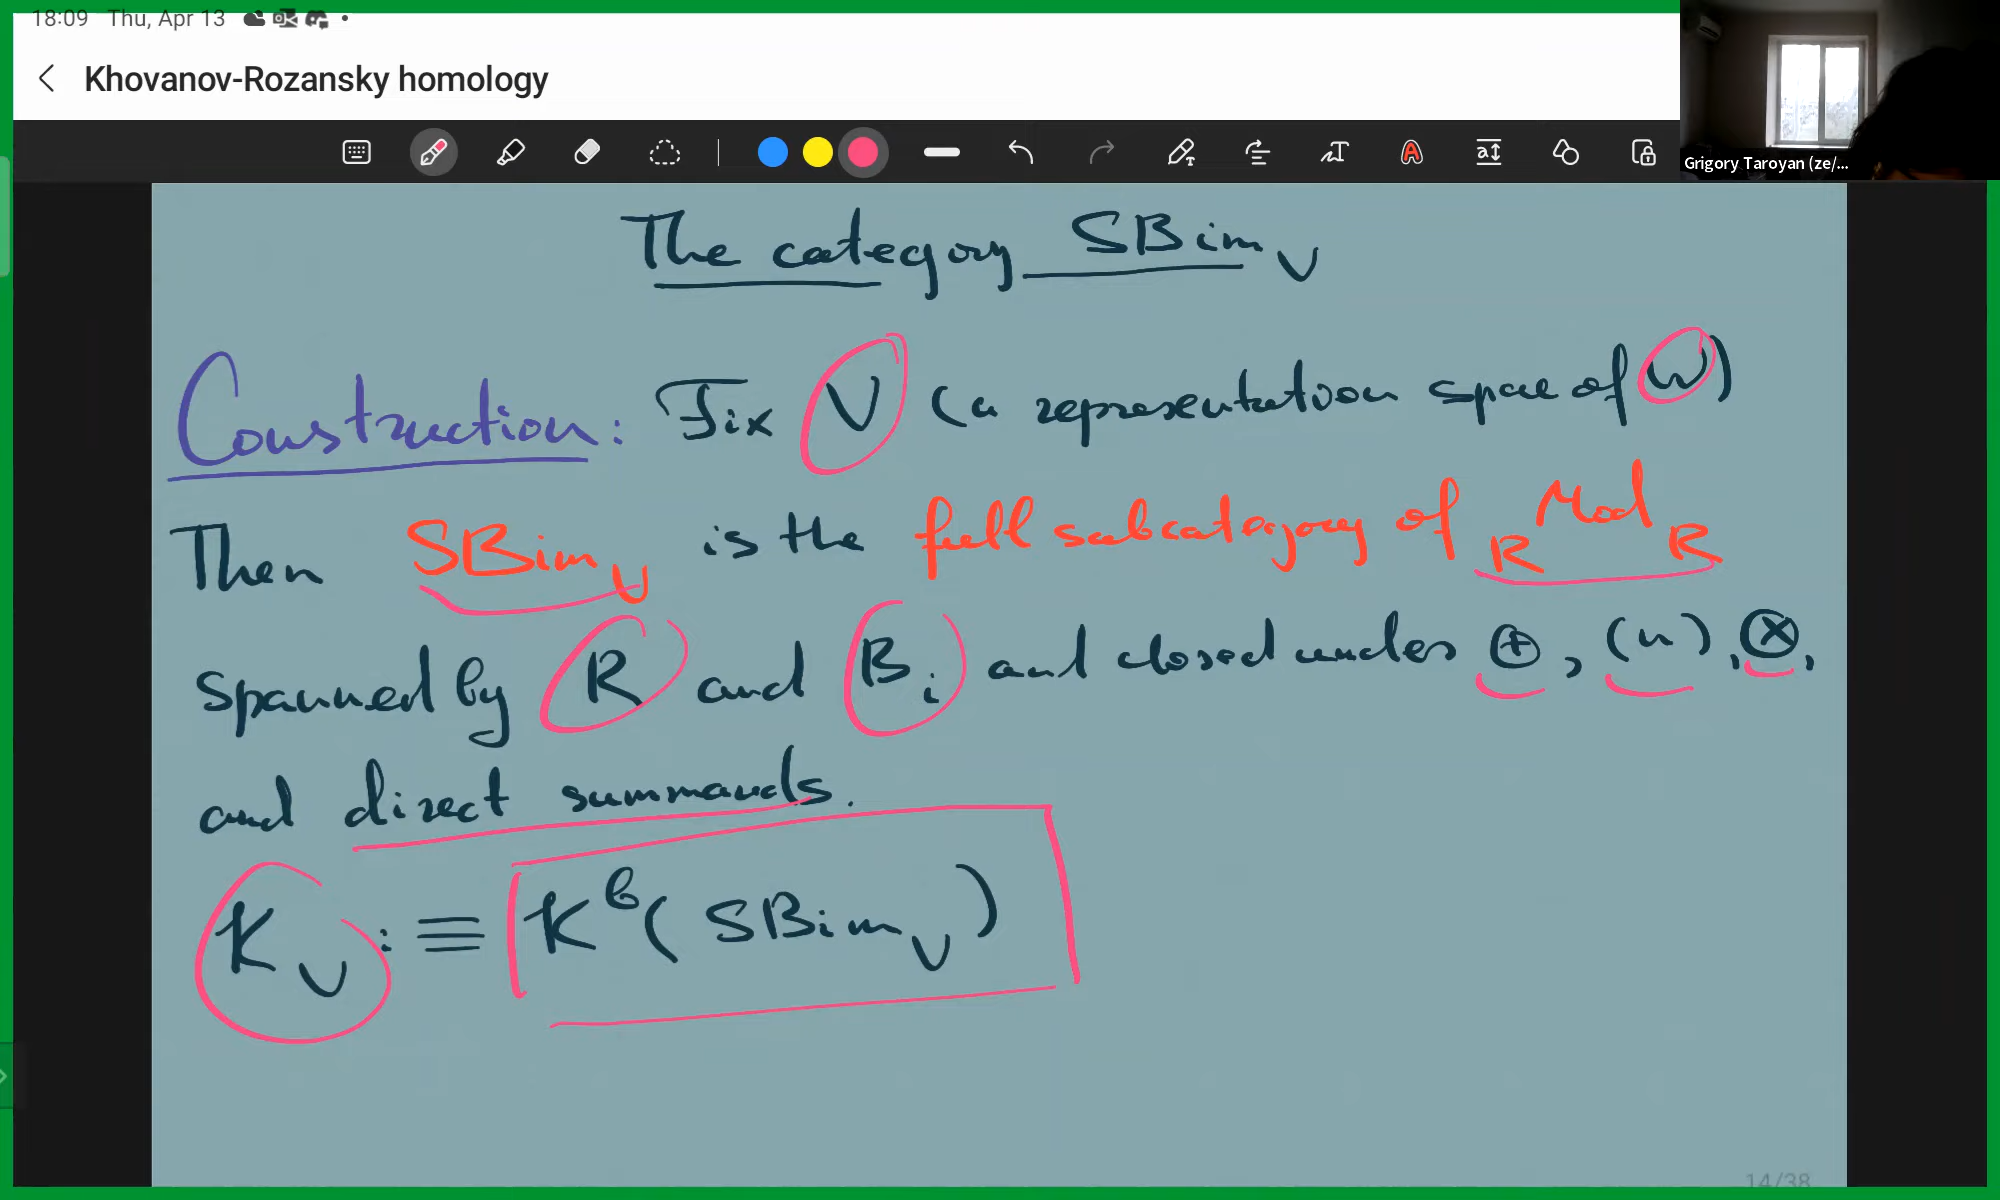 18:09 Thu, Apr 13
Khovanov-Rozansky homology
Grigory Taroyan (ze/...
The category SBim_V
Construction: Fix V (a representation space of W)
Then SBim_V is the full subcategory of _R Mod _R
spanned by R and B_i and closed under ⊕, (n), ⊗,
and direct summands.
K_V :≡ K^b(SBim_V)
14/38